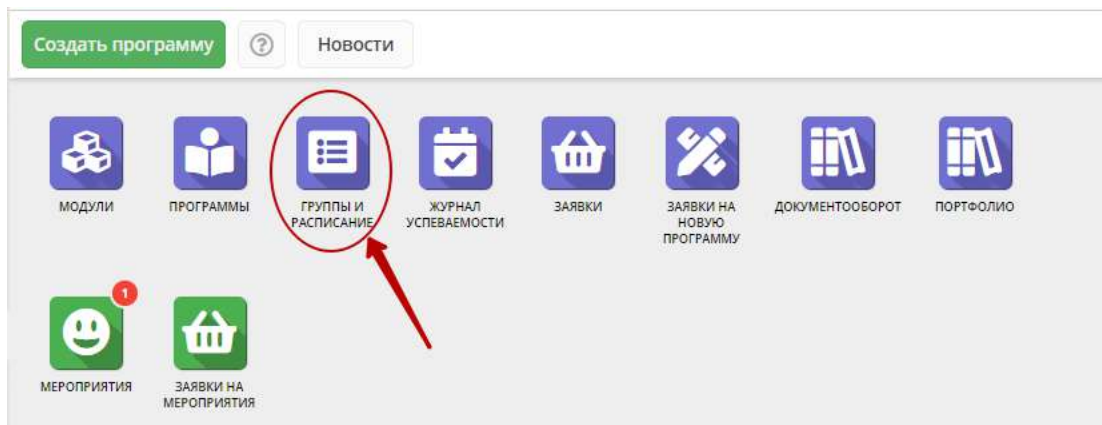 Создать программу
?
Новости
МОДУЛИ
ПРОГРАММЫ
ГРУППЫ И
РАСПИСАНИЕ
ЖУРНАЛ
УСПЕВАЕМОСТИ
ЗАЯВКИ
ЗАЯВКИ НА
НОВУЮ
ПРОГРАММУ
ДОКУМЕНТООБОРОТ
ПОРТФОЛИО
1
МЕРОПРИЯТИЯ
ЗАЯВКИ НА
МЕРОПРИЯТИЯ